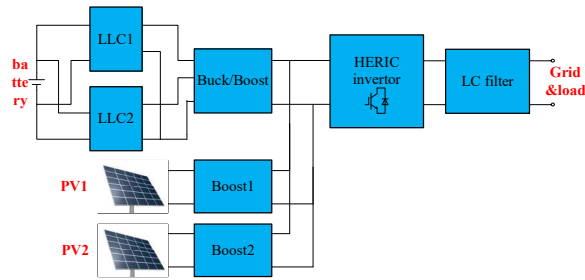 ba
tte
ry
LLC1
LLC2
Buck/Boost
HERIC
invertor
LC filter
Grid
&load
PV1
Boost1
PV2
Boost2